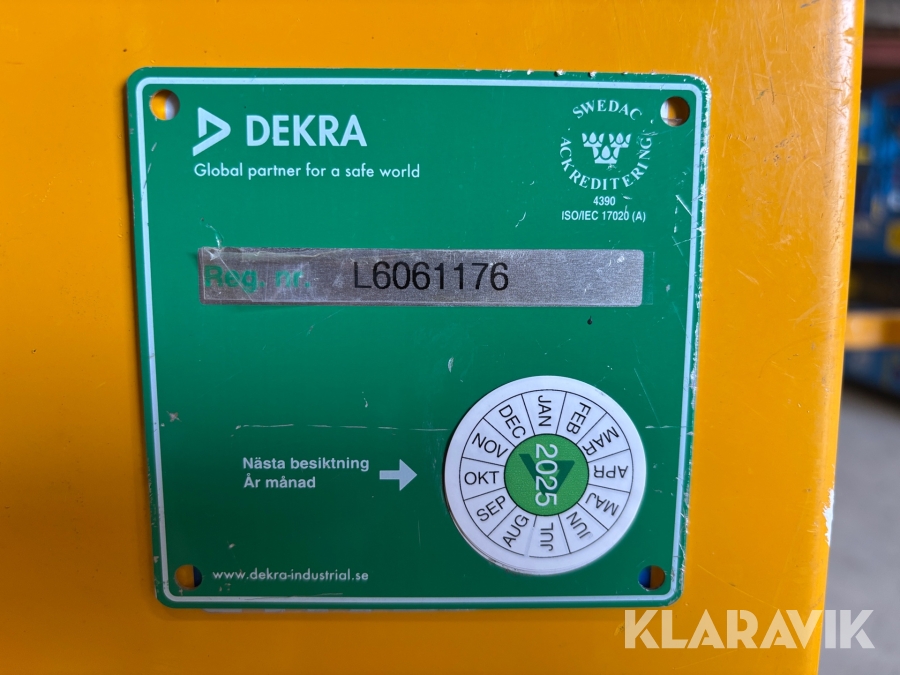 DEKRA
Global partner for a safe world
SWEDAC
ACKREDITERING
4390
ISO/IEC 17020 (A)
Reg. nr. L6061176
Nästa besiktning
År månad
JAN
FEB
MAR
APR
MAJ
JUN
JUL
AUG
SEP
OKT
NOV
DEC
2025
www.dekra-industrial.se
KLARAVIK